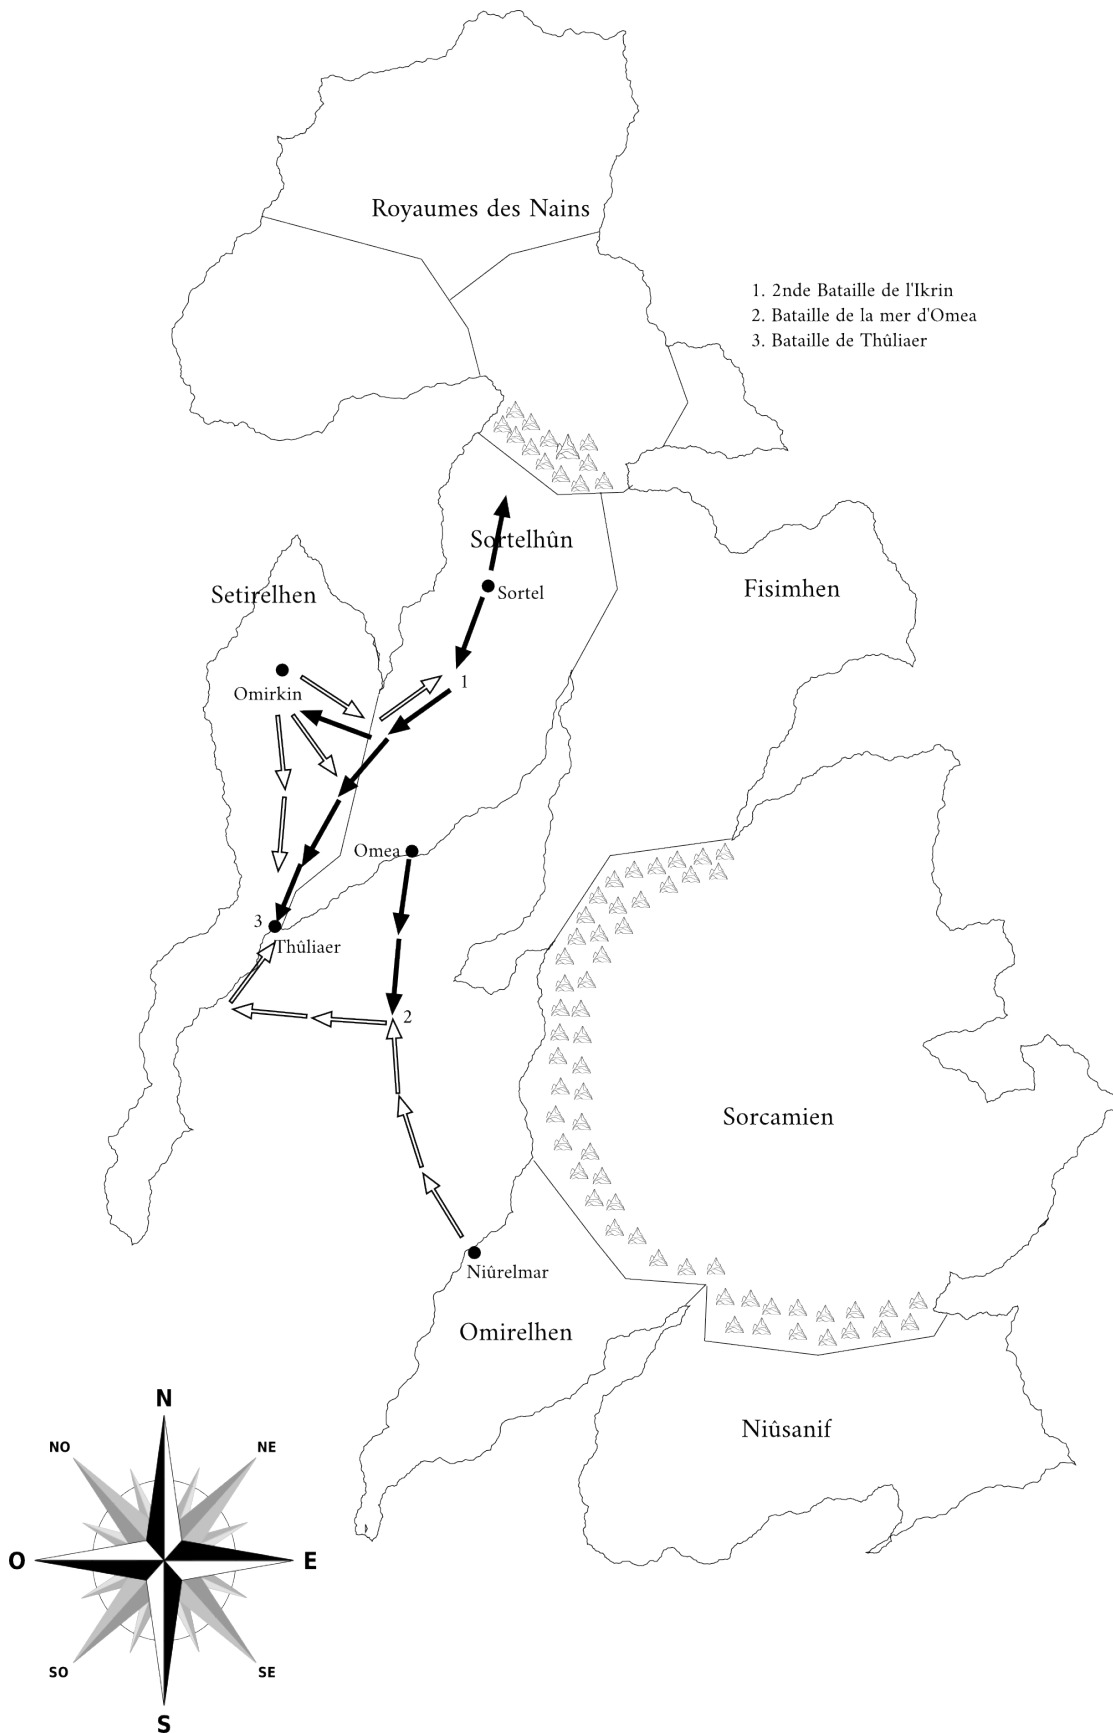 Royaumes des Nains
1. 2nde Bataille de l'Ikrin
2. Bataille de la mer d'Omea
3. Bataille de Thûliaer
Sortelhûn
Setirelhen
Sortel
Fisimhen
Omirkin
1
Omea
3
Thûliaer
2
Sorcamien
Niûrelmar
Omirelhen
Niûsanif
N
NO
NE
O
E
SO
SE
S